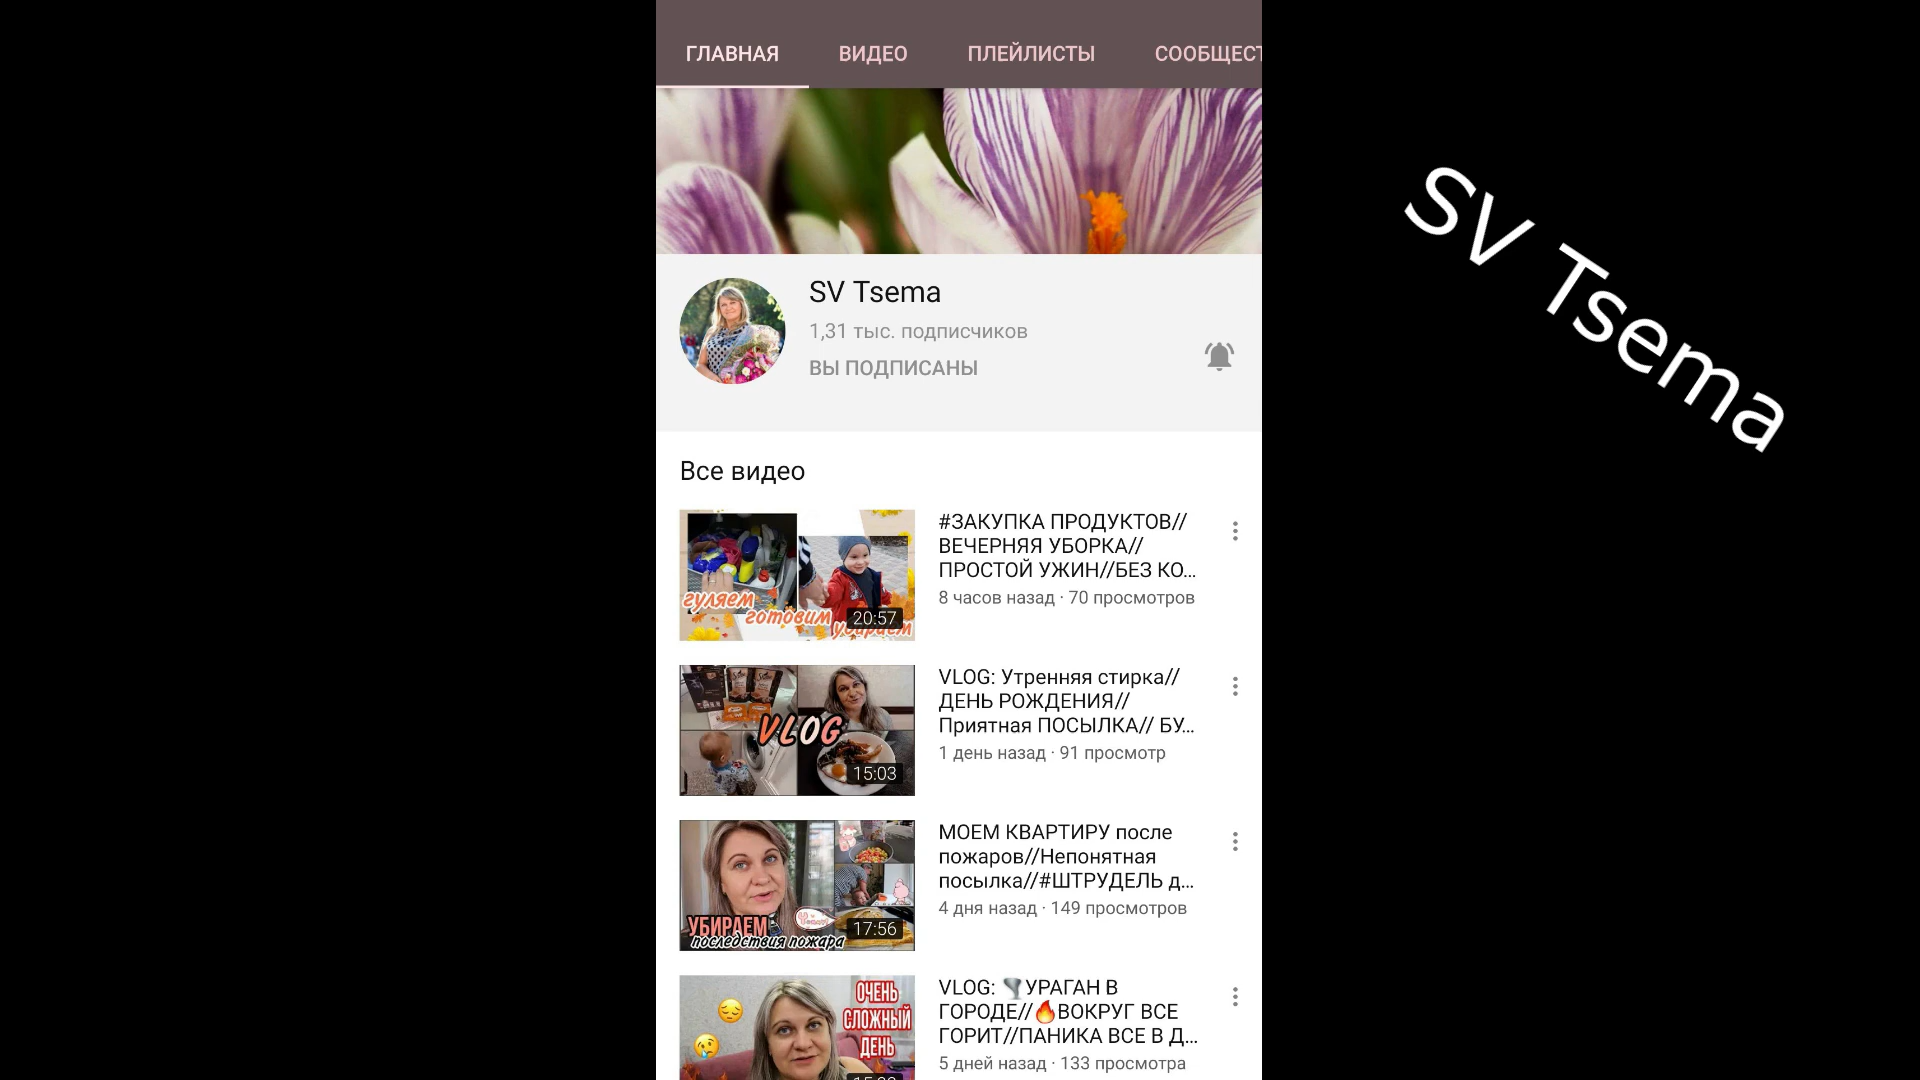 ГЛАВНАЯ ВИДЕО ПЛЕЙЛИСТЫ СООБЩЕСТ
SV Tsema
SV Tsema
1,31 тыс. подписчиков
ВЫ ПОДПИСАНЫ
Все видео
гуляем
готовим
убираем
20:57
#ЗАКУПКА ПРОДУКТОВ//
ВЕЧЕРНЯЯ УБОРКА//
ПРОСТОЙ УЖИН//БЕЗ КО...
8 часов назад · 70 просмотров
VLOG
15:03
VLOG: Утренняя стирка//
ДЕНЬ РОЖДЕНИЯ//
Приятная ПОСЫЛКА// БУ...
1 день назад · 91 просмотр
УБИРАЕМ
последствия пожара
17:56
МОЕМ КВАРТИРУ после
пожаров//Непонятная
посылка//#ШТРУДЕЛЬ д...
4 дня назад · 149 просмотров
ОЧЕНЬ
СЛОЖНЫЙ
ДЕНЬ
VLOG: 🌪УРАГАН В
ГОРОДЕ//🔥ВОКРУГ ВСЕ
ГОРИТ//ПАНИКА ВСЕ В Д...
5 дней назад · 133 просмотра